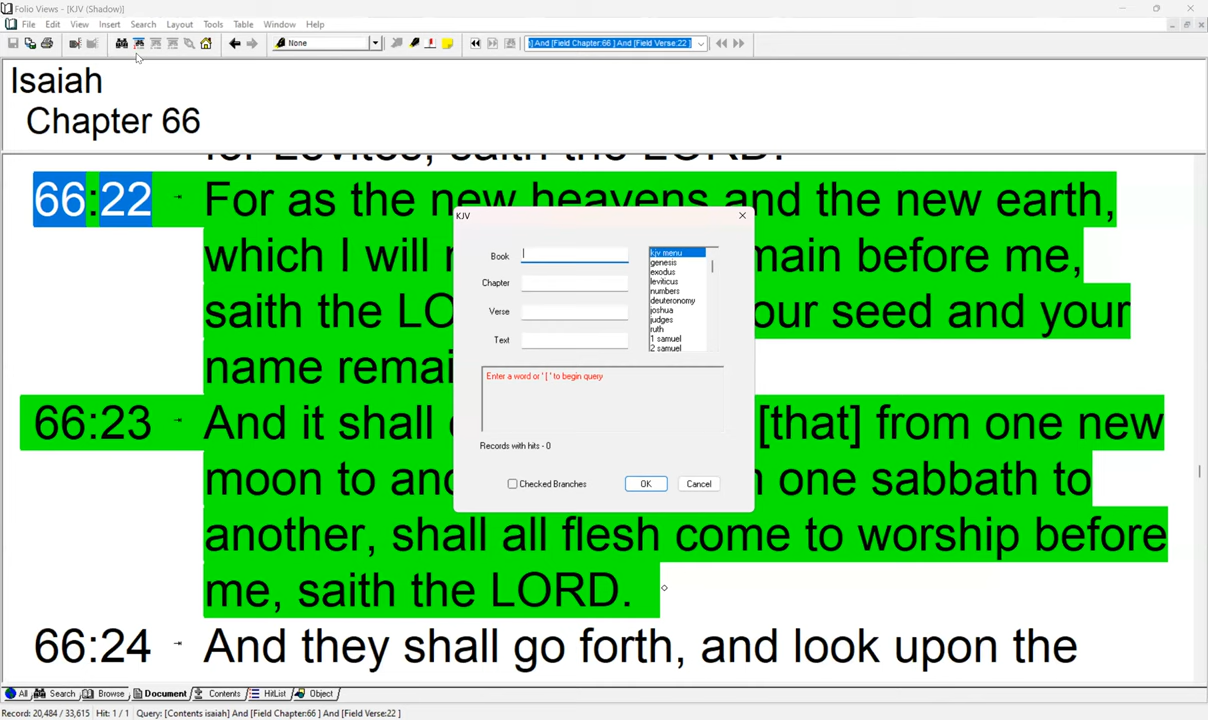 Folio Views - [KJV (Shadow)]
File Edit View Insert Search Layout Tools Table Window Help
None
] And [Field Chapter:66 ] And [Field Verse:22 ]
Isaiah
Chapter 66
saith the LORD.
66:22 For as the new heavens and the new earth,
which I will main before me,
saith the LO our seed and your
name remai
66:23 And it shall [that] from one new
moon to an one sabbath to
another, shall all flesh come to worship before
me, saith the LORD.
66:24 And they shall go forth, and look upon the
KJV
Book
Chapter
Verse
Text
kjv menu
genesis
exodus
leviticus
numbers
deuteronomy
joshua
judges
ruth
1 samuel
2 samuel
Enter a word or ' [ ' to begin query
Records with hits - 0
Checked Branches
OK Cancel
All Search Browse Document Contents HitList Object
Record: 20,484 / 33,615 Hit: 1 / 1 Query: [Contents isaiah] And [Field Chapter:66 ] And [Field Verse:22 ]